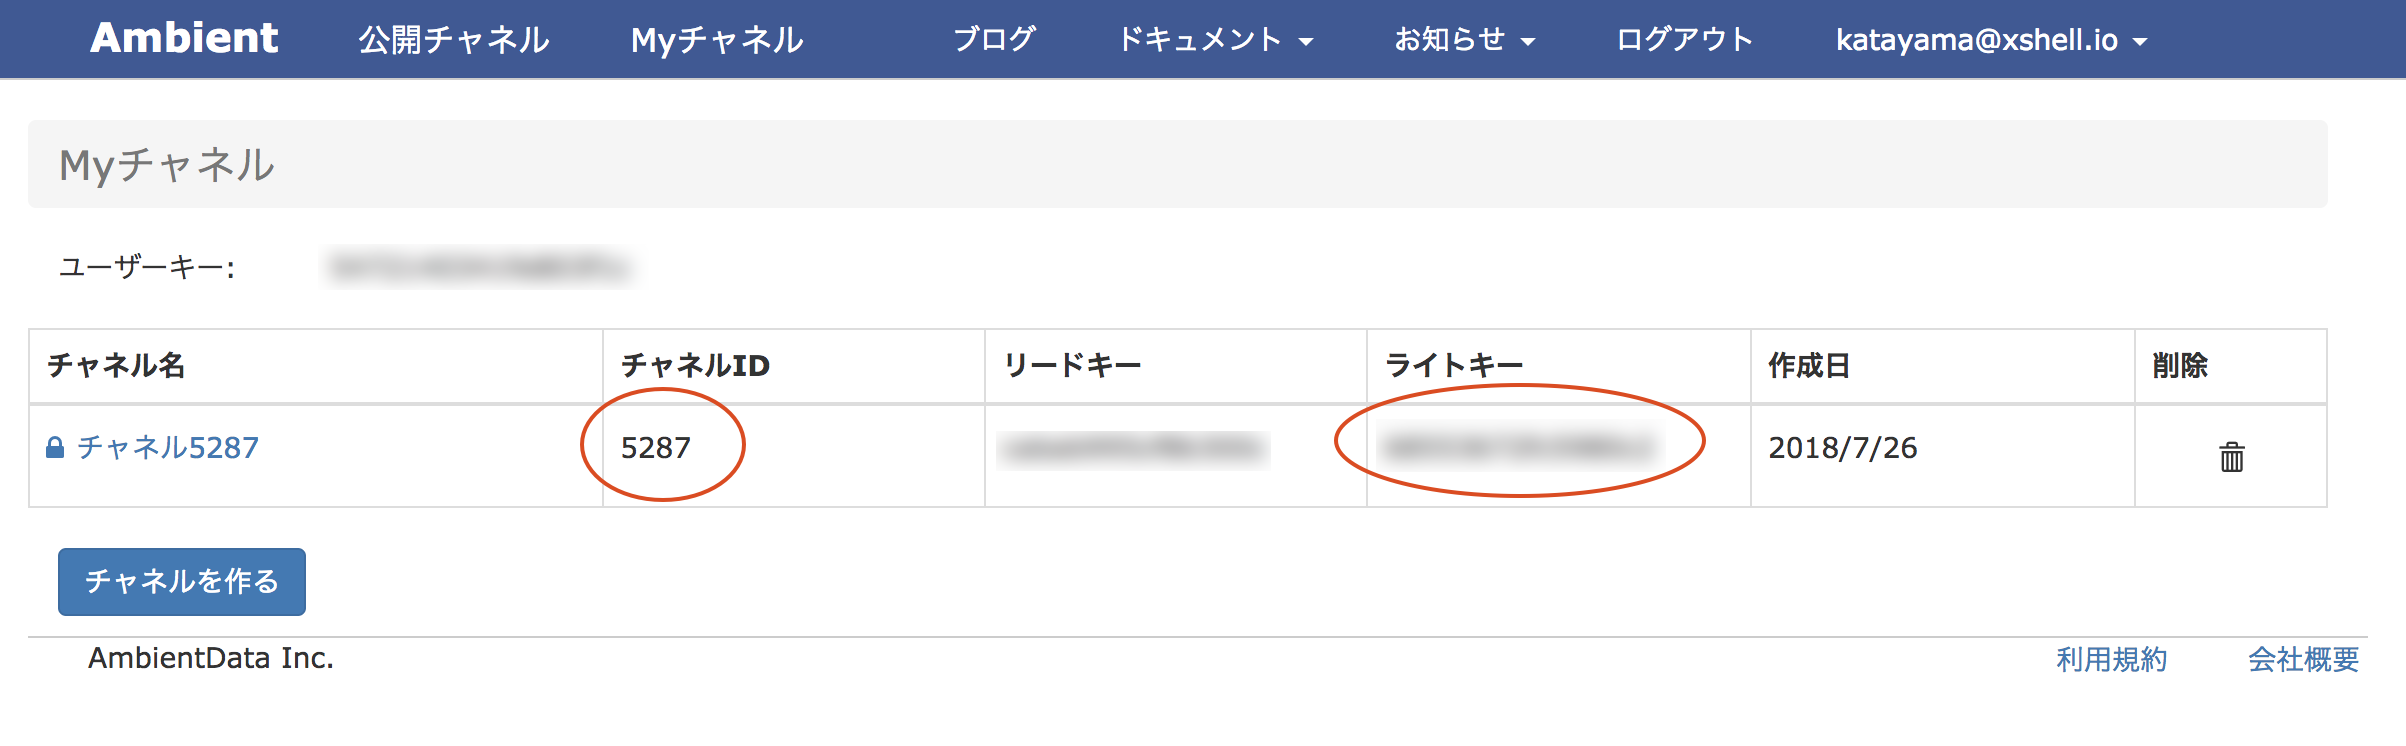 Ambient 公開チャネル Myチャネル ブログ ドキュメント お知らせ ログアウト katayama@xshell.io
Myチャネル
ユーザーキー:
チャネル名 チャネルID リードキー ライトキー 作成日 削除
チャネル5287 5287 2018/7/26
チャネルを作る
AmbientData Inc. 利用規約 会社概要